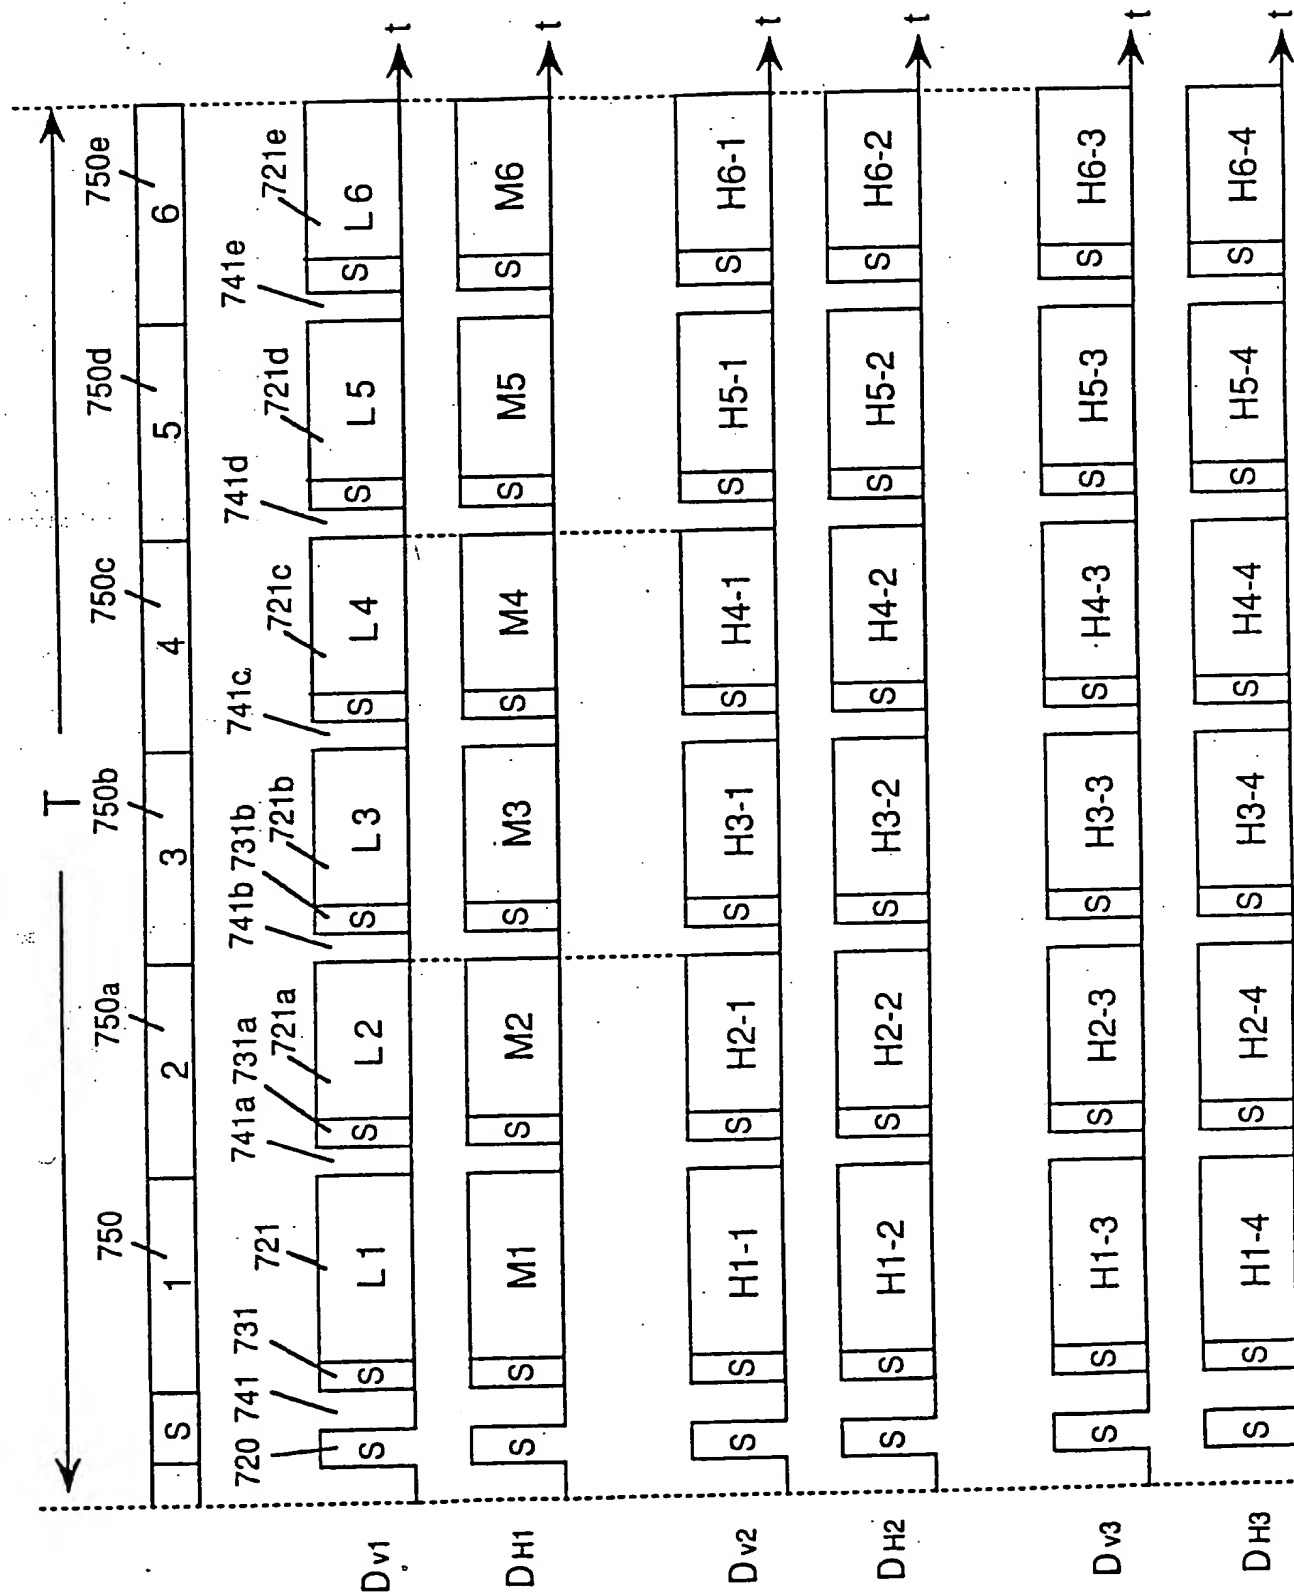 T
750 750a 750b 750c 750d 750e
S 1 2 3 4 5 6
720 741 731 721 741a 731a 721a 741b 731b 721b 741c 721c 741d 721d 741e 721e
Dv1 S S L1 S L2 S L3 S L4 S L5 S L6 t
DH1 S S M1 S M2 S M3 S M4 S M5 S M6 t
Dv2 S S H1-1 S H2-1 S H3-1 S H4-1 S H5-1 S H6-1 t
DH2 S S H1-2 S H2-2 S H3-2 S H4-2 S H5-2 S H6-2 t
Dv3 S S H1-3 S H2-3 S H3-3 S H4-3 S H5-3 S H6-3 t
DH3 S S H1-4 S H2-4 S H3-4 S H4-4 S H5-4 S H6-4 t